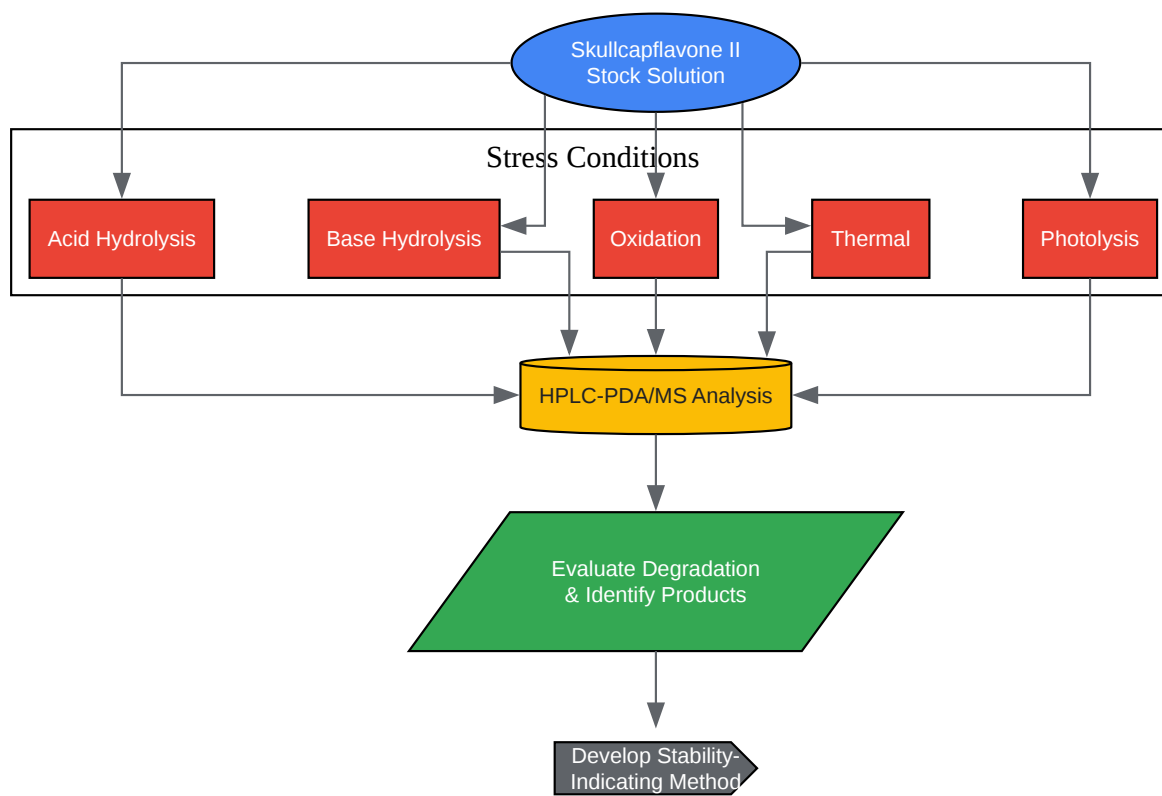 Skullcapflavone II
Stock Solution
Stress Conditions
Acid Hydrolysis
Base Hydrolysis
Oxidation
Thermal
Photolysis
HPLC-PDA/MS Analysis
Evaluate Degradation
& Identify Products
Develop Stability-
Indicating Method